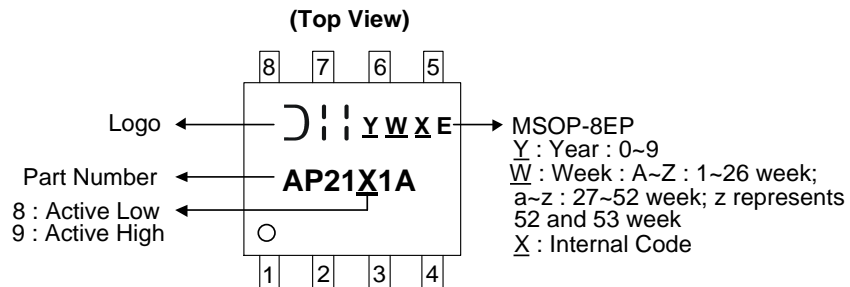 (Top View)
8 7 6 5
Logo
Y W X E
MSOP-8EP
Y : Year : 0~9
W : Week : A~Z : 1~26 week;
a~z : 27~52 week; z represents
52 and 53 week
X : Internal Code
Part Number
AP21X1A
8 : Active Low
9 : Active High
1 2 3 4